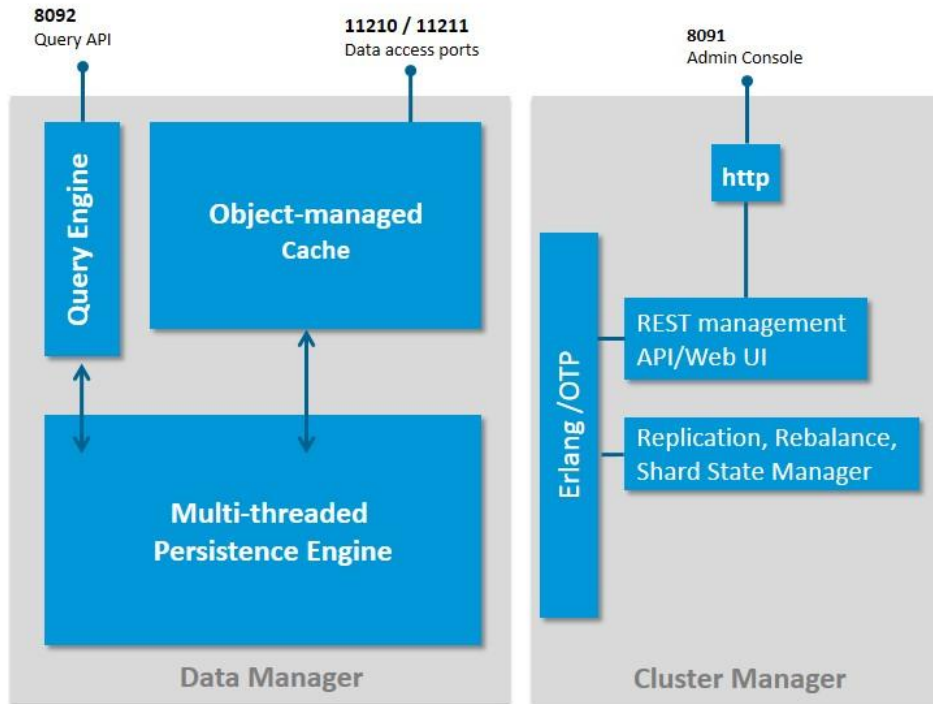 8092
Query API
11210 / 11211
Data access ports
8091
Admin Console
Query Engine
Object-managed
Cache
Multi-threaded
Persistence Engine
Data Manager
http
Erlang /OTP
REST management
API/Web UI
Replication, Rebalance,
Shard State Manager
Cluster Manager